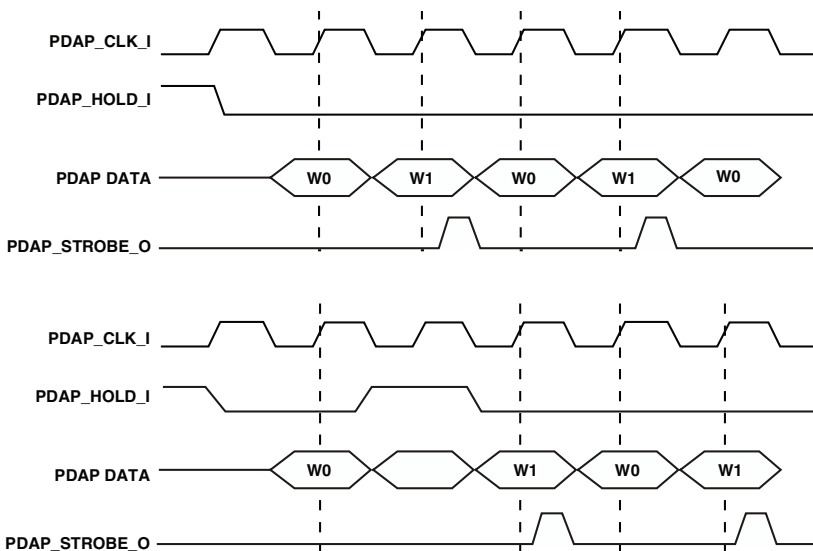 PDAP_CLK_I
PDAP_HOLD_I
PDAP DATA W0 W1 W0 W1 W0
PDAP_STROBE_O
PDAP_CLK_I
PDAP_HOLD_I
PDAP DATA W0 W1 W0 W1
PDAP_STROBE_O